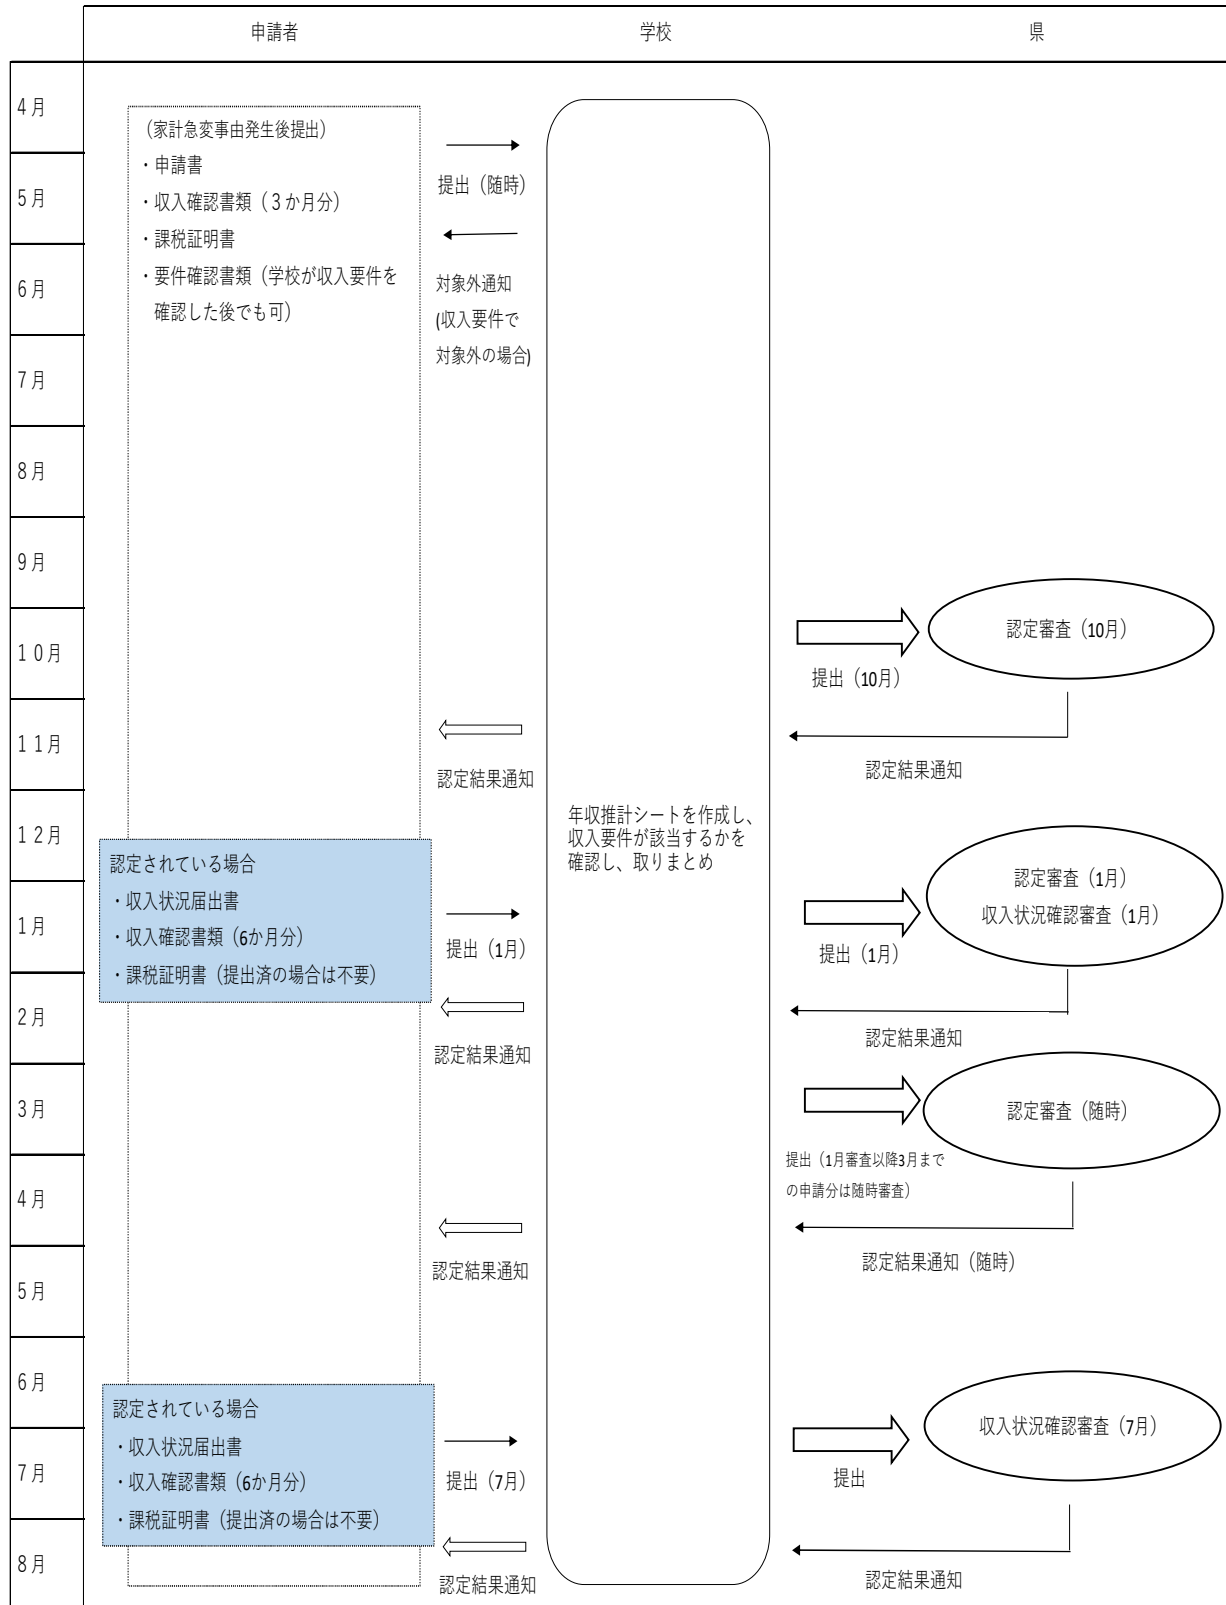 申請者
学校
県
４月
５月
６月
７月
８月
９月
１０月
１１月
１２月
１月
２月
３月
４月
５月
６月
７月
８月
（家計急変事由発生後提出）
・申請書
・収入確認書類（３か月分）
・課税証明書
・要件確認書類（学校が収入要件を
確認した後でも可）
提出（随時）
対象外通知
(収入要件で
対象外の場合)
年収推計シートを作成し、
収入要件が該当するかを
確認し、取りまとめ
認定審査（10月）
提出（10月）
認定結果通知
認定結果通知
認定されている場合
・収入状況届出書
・収入確認書類（6か月分）
・課税証明書（提出済の場合は不要）
提出（1月）
認定審査（1月）
収入状況確認審査（1月）
提出（1月）
認定結果通知
認定結果通知
認定審査（随時）
提出（1月審査以降3月まで
の申請分は随時審査）
認定結果通知（随時）
認定結果通知
認定されている場合
・収入状況届出書
・収入確認書類（6か月分）
・課税証明書（提出済の場合は不要）
提出（7月）
収入状況確認審査（7月）
提出
認定結果通知
認定結果通知